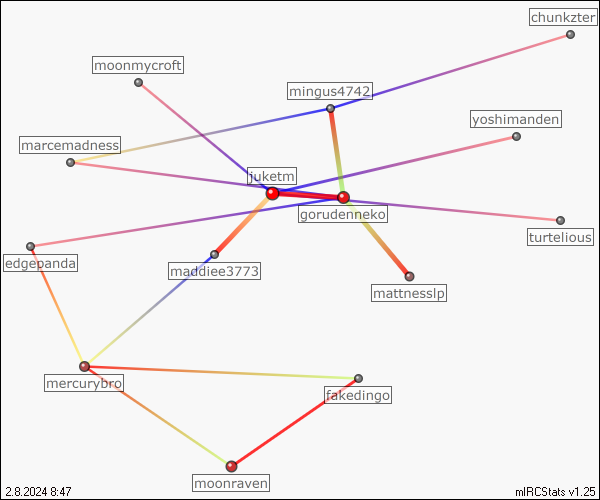 chunkzter
moonmycroft
mingus4742
yoshimanden
marcemadness
juketm
gorudenneko
turtelious
edgepanda
maddiee3773
mattnesslp
mercurybro
fakedingo
moonraven
2.8.2024 8:47
mIRCStats v1.25